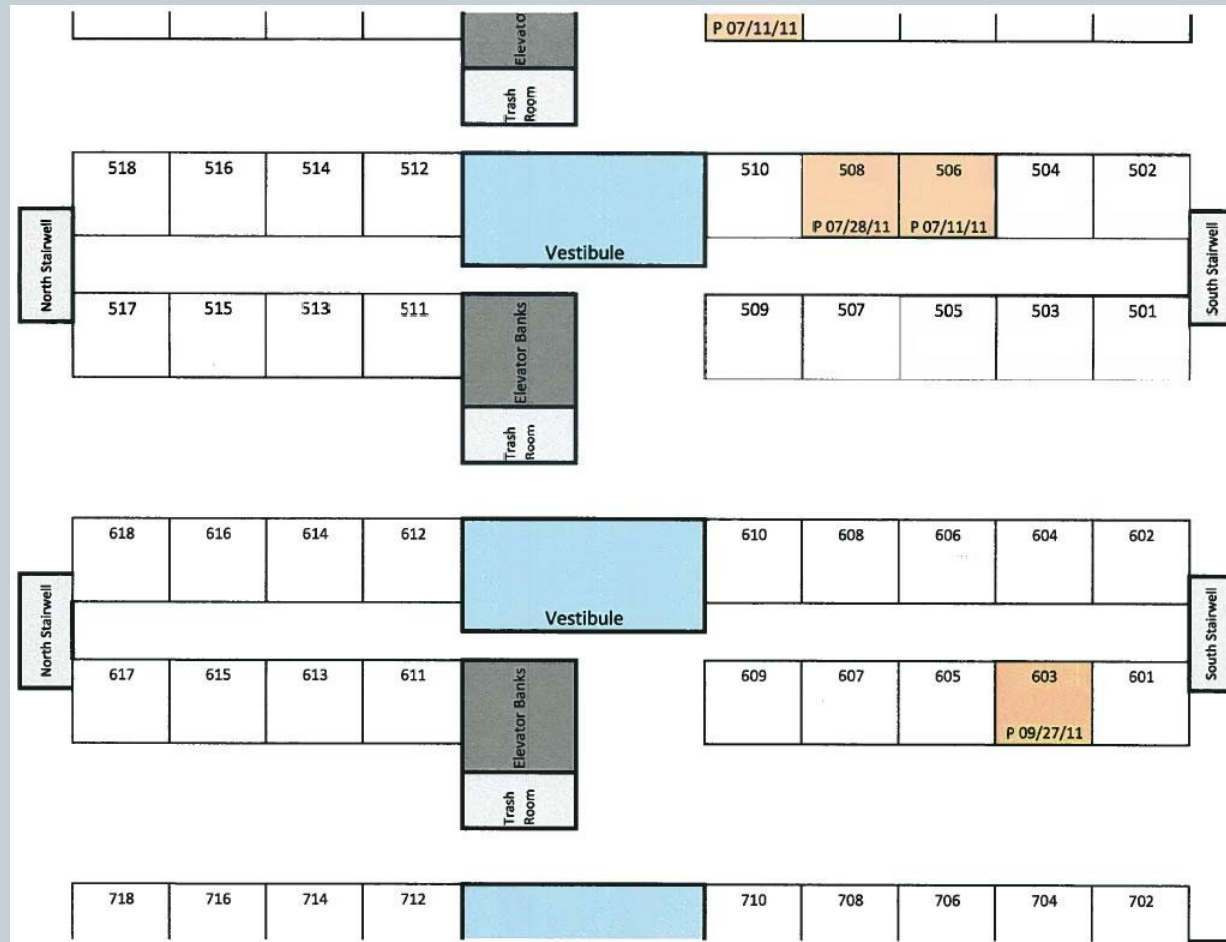 Elevato
P 07/11/11
Trash
Room
518 516 514 512 510 508 506 504 502
P 07/28/11 P 07/11/11
Vestibule
North Stairwell
South Stairwell
517 515 513 511 509 507 505 503 501
Elevator Banks
Trash
Room
618 616 614 612 610 608 606 604 602
Vestibule
North Stairwell
South Stairwell
617 615 613 611 609 607 605 603 601
P 09/27/11
Elevator Banks
Trash
Room
718 716 714 712 710 708 706 704 702